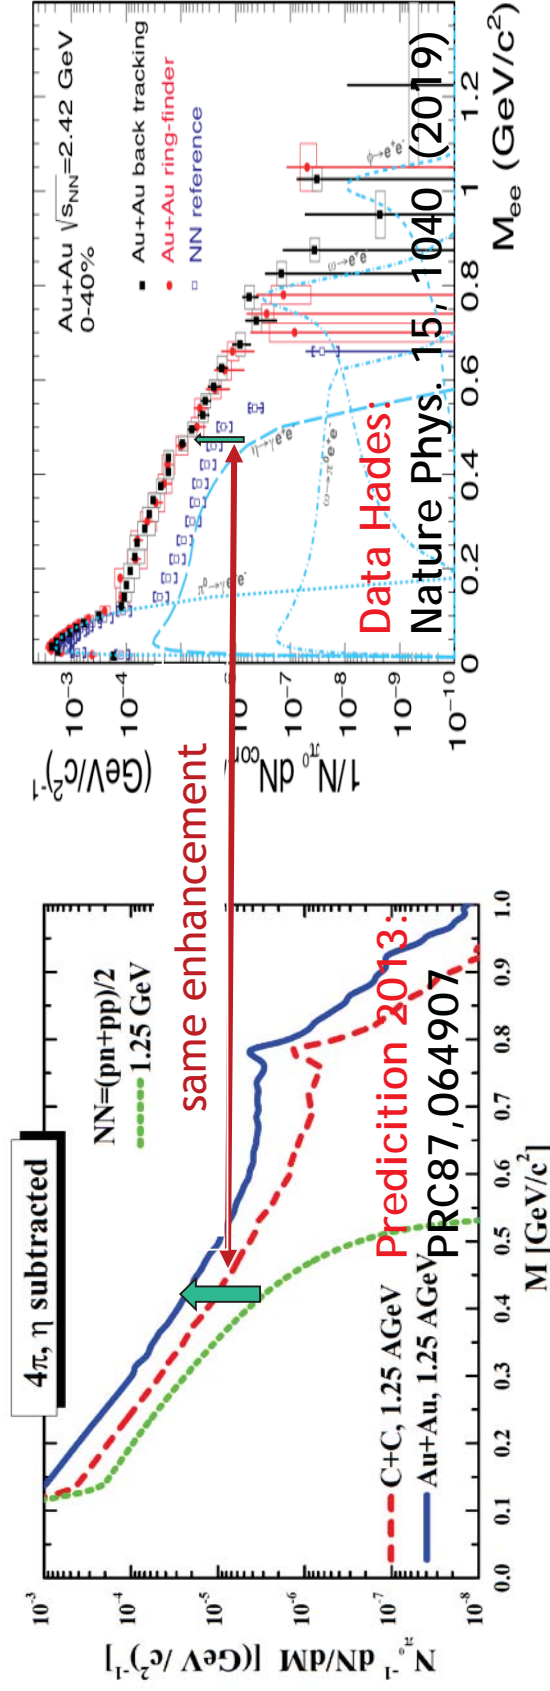 4π, η subtracted
NN=(pn+pp)/2
1.25 GeV
C+C, 1.25 AGeV
Au+Au, 1.25 AGeV
Predicition 2013:
PRC87,064907
10⁻³
10⁻⁴
10⁻⁵
10⁻⁶
10⁻⁷
10⁻⁸
N_π⁰⁻¹ dN/dM [(GeV/c²)⁻¹]
0.0 0.1 0.2 0.3 0.4 0.5 0.6 0.7 0.8 0.9 1.0
M [GeV/c²]
same enhancement
Au+Au √s_NN=2.42 GeV
0-40%
Au+Au back tracking
Au+Au ring-finder
NN reference
π⁰→γe⁺e⁻
η→γe⁺e⁻
ω→π⁰e⁺e⁻
ω→e⁺e⁻
φ→e⁺e⁻
Data Hades:
Nature Phys. 15, 1040 (2019)
10⁻³
10⁻⁴
10⁻⁷
10⁻⁸
10⁻⁹
10⁻¹⁰
1/N_π⁰ dN^cor (GeV/c²)⁻¹
0 0.2 0.4 0.6 0.8 1 1.2
M_ee (GeV/c²)